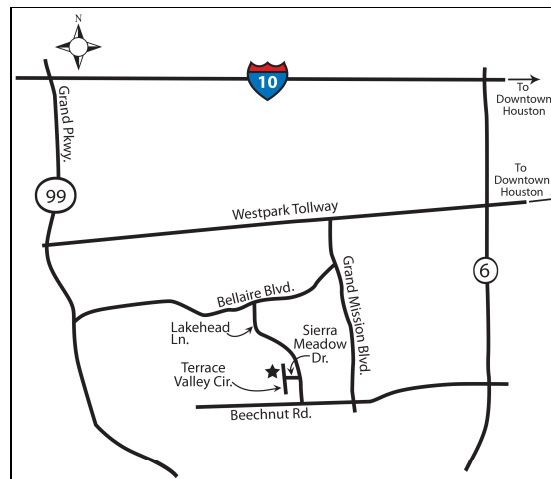 N
10
To
Downtown
Houston
Grand Pkwy.
99
To
Downtown
Houston
Westpark Tollway
6
Bellaire Blvd.
Grand Mission Blvd.
Lakehead
Ln.
Sierra
Meadow
Dr.
Terrace
Valley Cir.
Beechnut Rd.